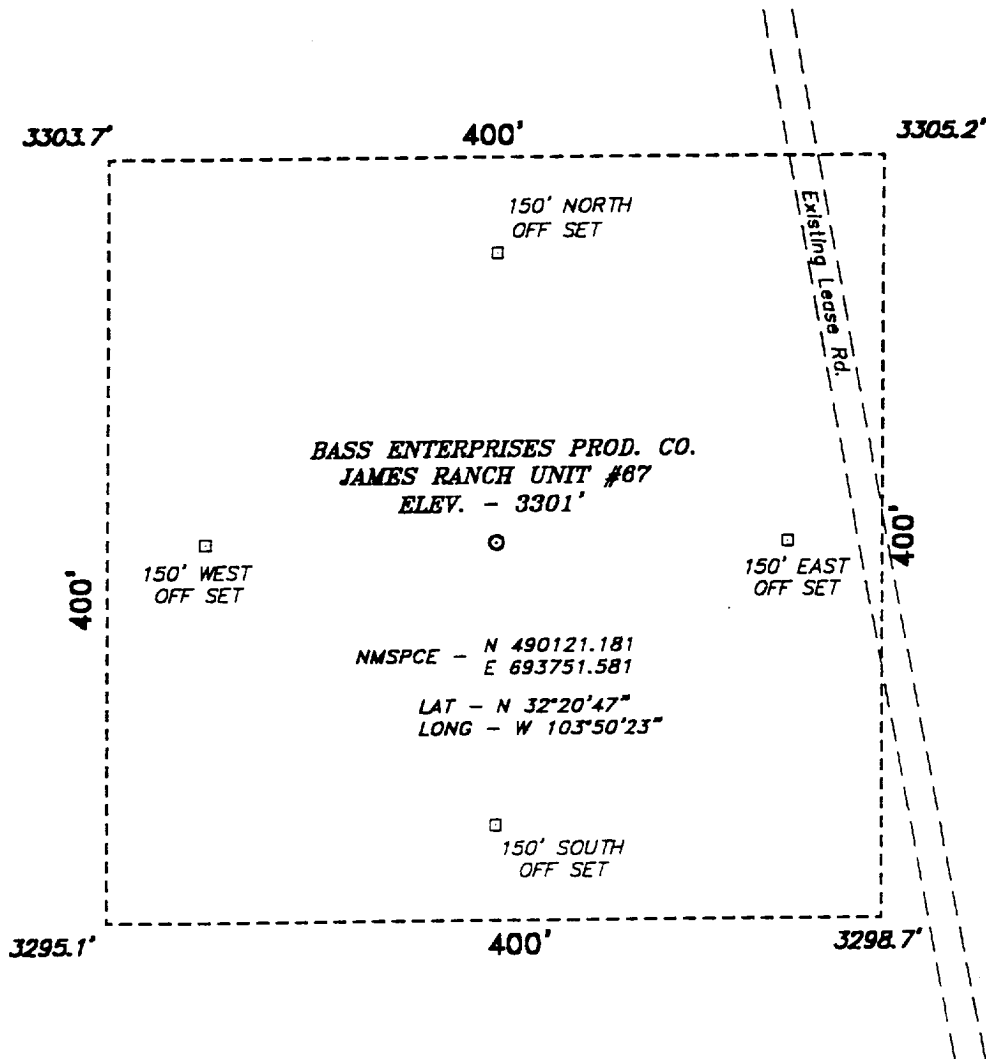 3303.7'
400'
3305.2'
150' NORTH
OFF SET
Existing Lease Rd.
BASS ENTERPRISES PROD. CO.
JAMES RANCH UNIT #67
ELEV. - 3301'
150' WEST
OFF SET
150' EAST
OFF SET
400'
400'
NMSPCE - N 490121.181
E 693751.581
LAT - N 32°20'47"
LONG - W 103°50'23"
150' SOUTH
OFF SET
3295.1'
400'
3298.7'